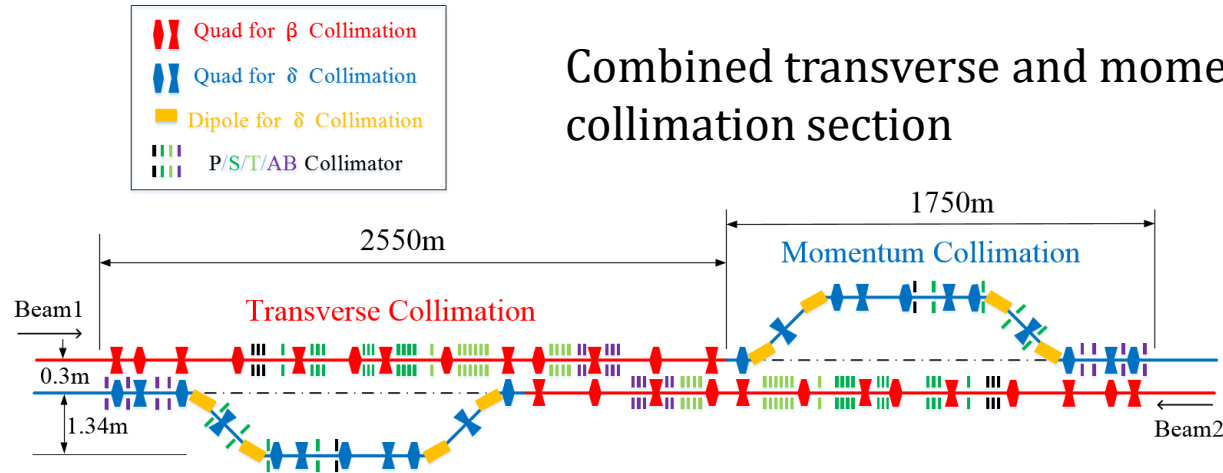 Quad for β Collimation
Quad for δ Collimation
Dipole for δ Collimation
P/S/T/AB Collimator
Combined transverse and mome
collimation section
1750m
2550m
Momentum Collimation
Transverse Collimation
Beam1
0.3m
1.34m
Beam2